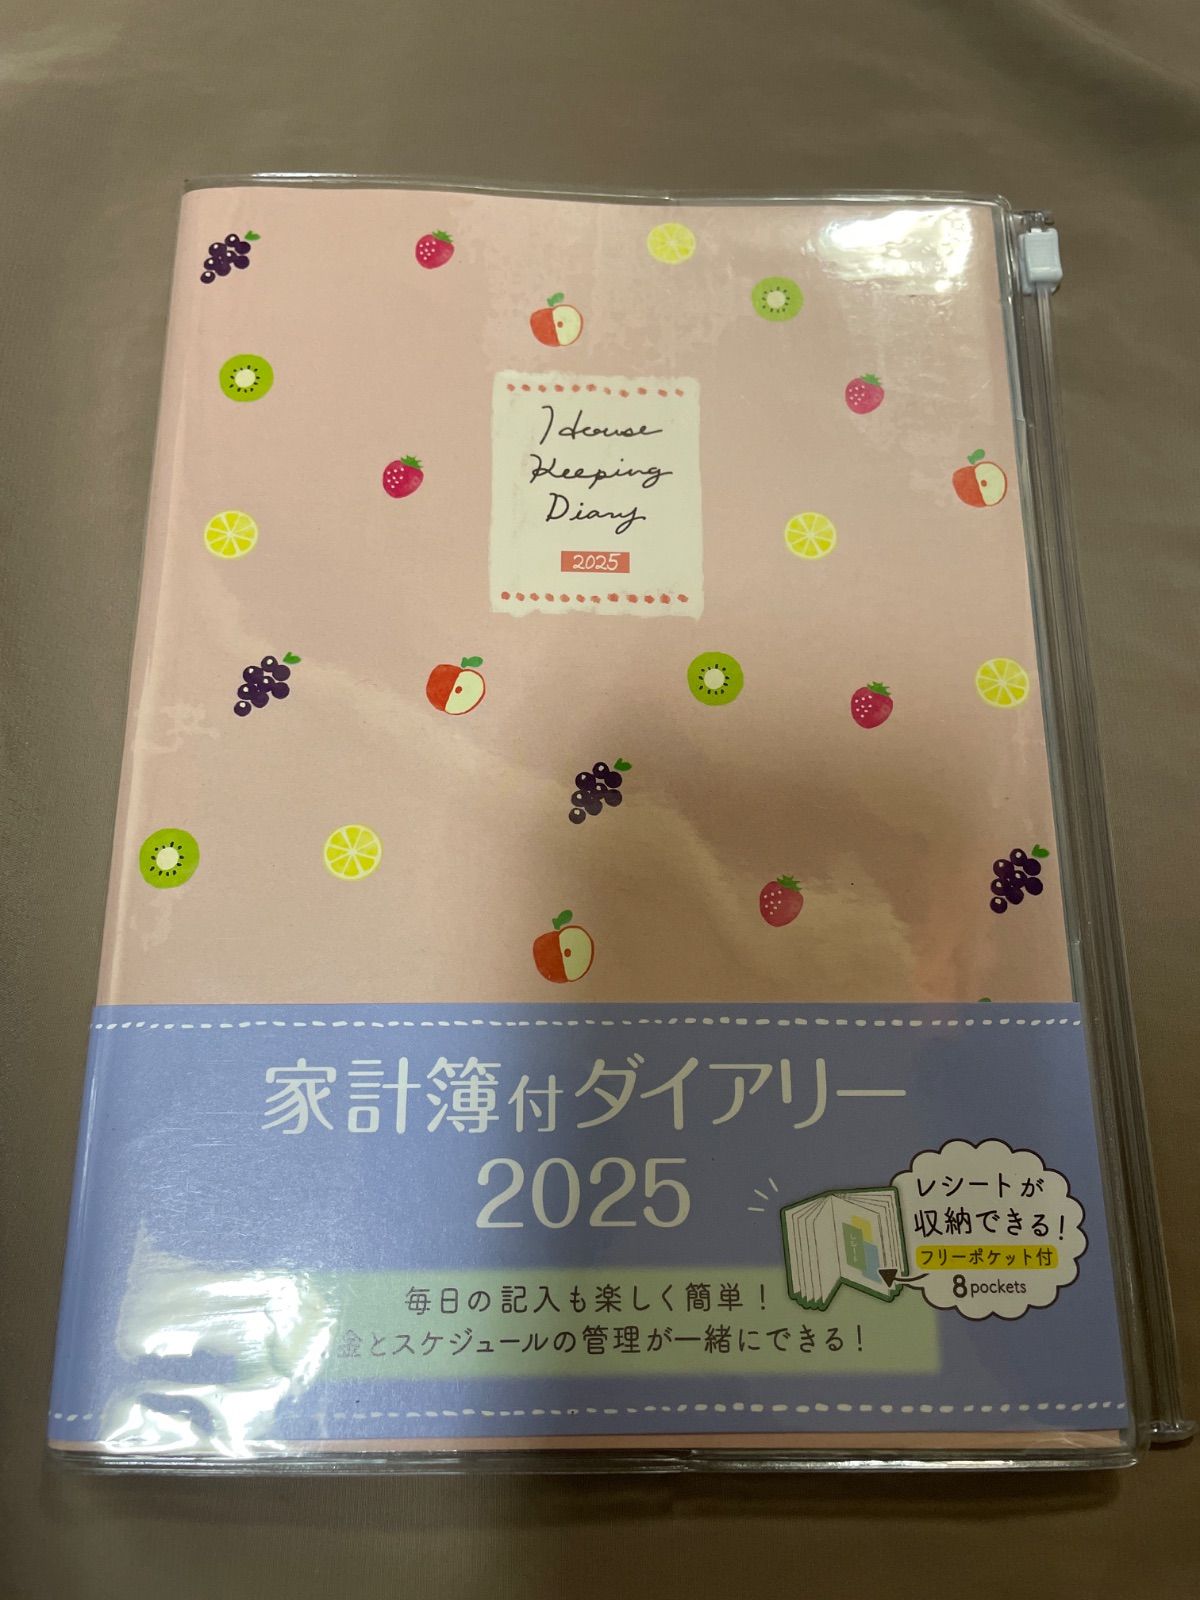 House
Keeping
Diary
2025
家計簿付ダイアリー
2025
レシートが
収納できる!
フリーポケット付
8pockets
毎日の記入も楽しく簡単!
金とスケジュールの管理が一緒にできる!